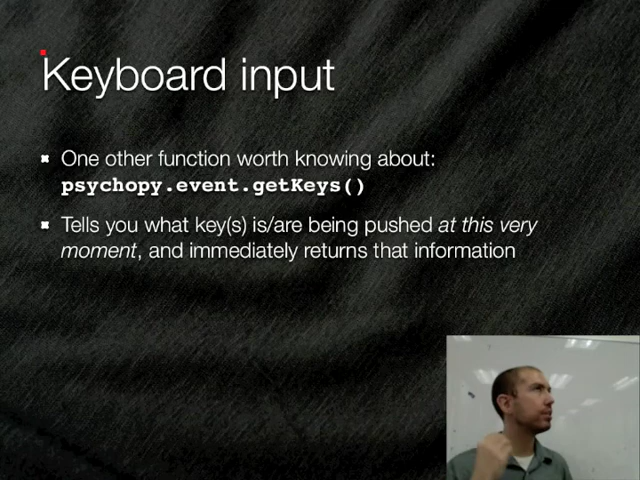 Keyboard input
One other function worth knowing about:
psychopy.event.getKeys()
Tells you what key(s) is/are being pushed at this very
moment, and immediately returns that information